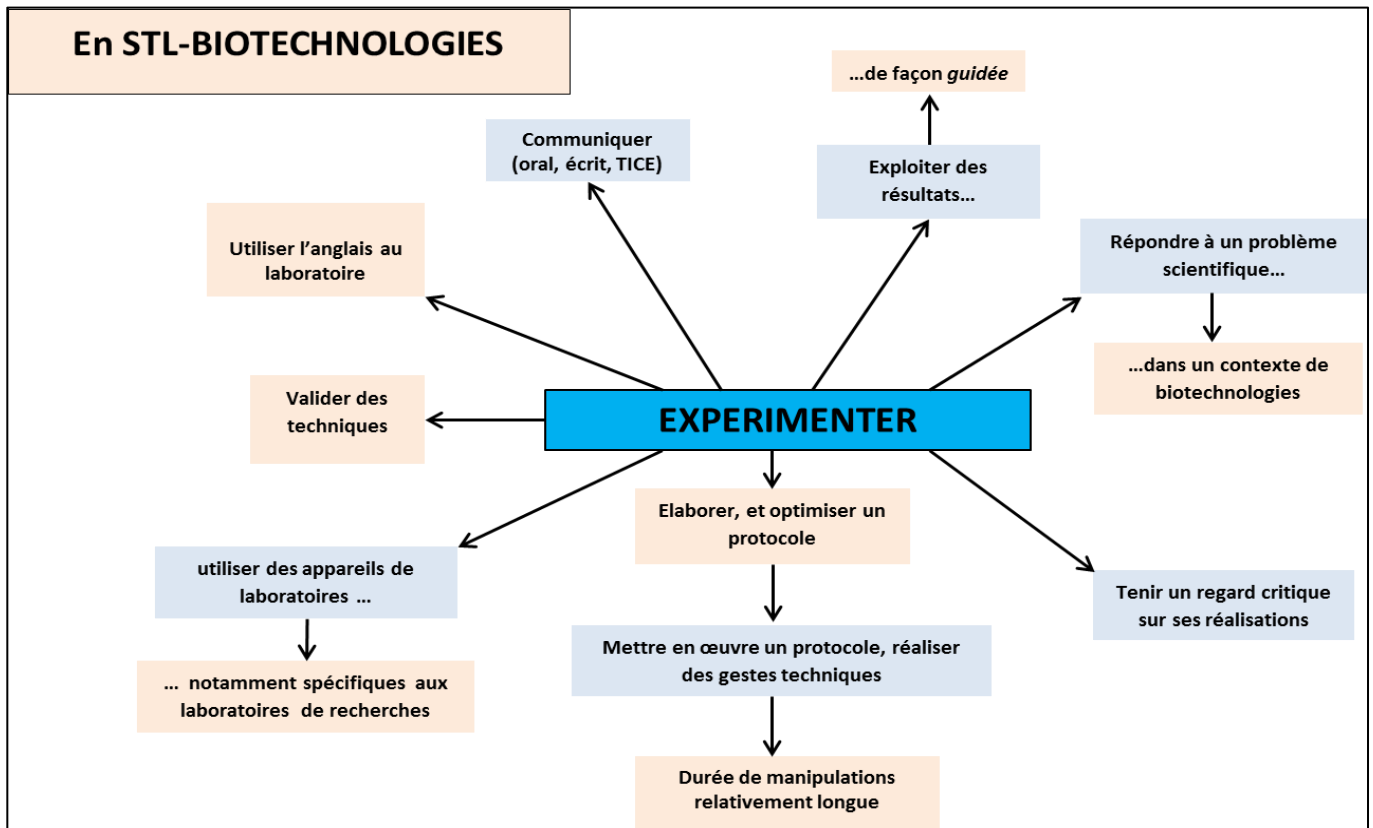 En STL-BIOTECHNOLOGIES
…de façon guidée
Communiquer
(oral, écrit, TICE)
Exploiter des
résultats…
Utiliser l’anglais au
laboratoire
Répondre à un problème
scientifique…
…dans un contexte de
biotechnologies
Valider des
techniques
EXPERIMENTER
Elaborer, et optimiser un
protocole
utiliser des appareils de
laboratoires …
Tenir un regard critique
sur ses réalisations
Mettre en œuvre un protocole, réaliser
des gestes techniques
… notamment spécifiques aux
laboratoires de recherches
Durée de manipulations
relativement longue